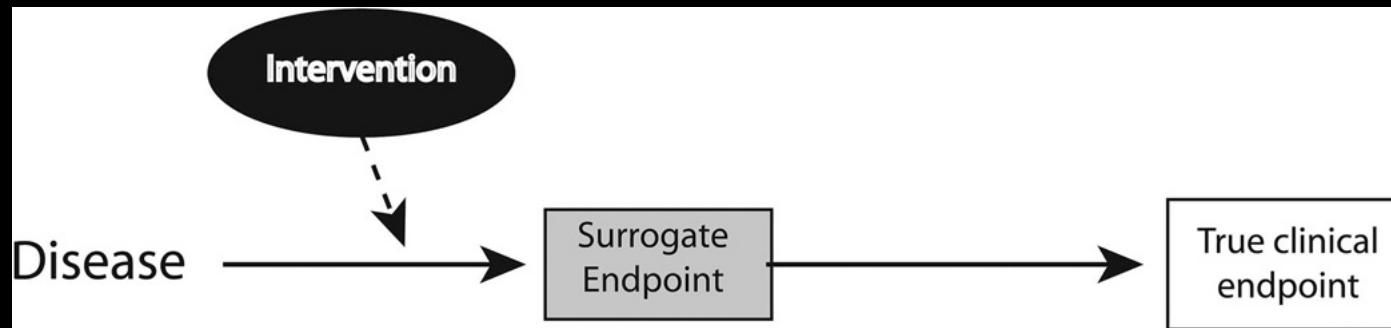 Intervention
Disease
Surrogate
Endpoint
True clinical
endpoint